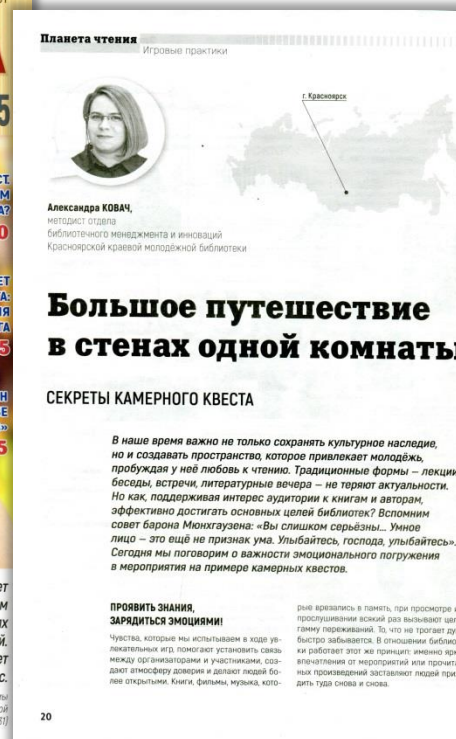 Планета чтения
Игровые практики
г. Красноярск
Александра КОВАЧ,
методист отдела
библиотечного менеджмента и инноваций
Красноярской краевой молодёжной библиотеки
Большое путешествие
в стенах одной комнаты
СЕКРЕТЫ КАМЕРНОГО КВЕСТА
В наше время важно не только сохранять культурное наследие,
но и создавать пространство, которое привлекает молодёжь,
пробуждая у неё любовь к чтению. Традиционные формы – лекции,
беседы, встречи, литературные вечера – не теряют актуальности.
Но как, поддерживая интерес аудитории к книгам и авторам,
эффективно достигать основных целей библиотек? Вспомним
совет барона Мюнхгаузена: «Вы слишком серьёзны... Умное
лицо – это ещё не признак ума. Улыбайтесь, господа, улыбайтесь».
Сегодня мы поговорим о важности эмоционального погружения
в мероприятия на примере камерных квестов.
ПРОЯВИТЬ ЗНАНИЯ,
ЗАРЯДИТЬСЯ ЭМОЦИЯМИ!
Чувства, которые мы испытываем в ходе ув-
лекательных игр, помогают установить связь
между организаторами и участниками, соз-
дают атмосферу доверия и делают людей бо-
лее открытыми. Книги, фильмы, музыка, кото-
рые врезались в память, при просмотре и
прослушивании всякий раз вызывают цел
гамму переживаний. То, что не трогает ду
быстро забывается. В отношении библио
ки работает этот же принцип: именно ярк
впечатления от мероприятий или прочита
ных произведений заставляют людей при
дить туда снова и снова.
20